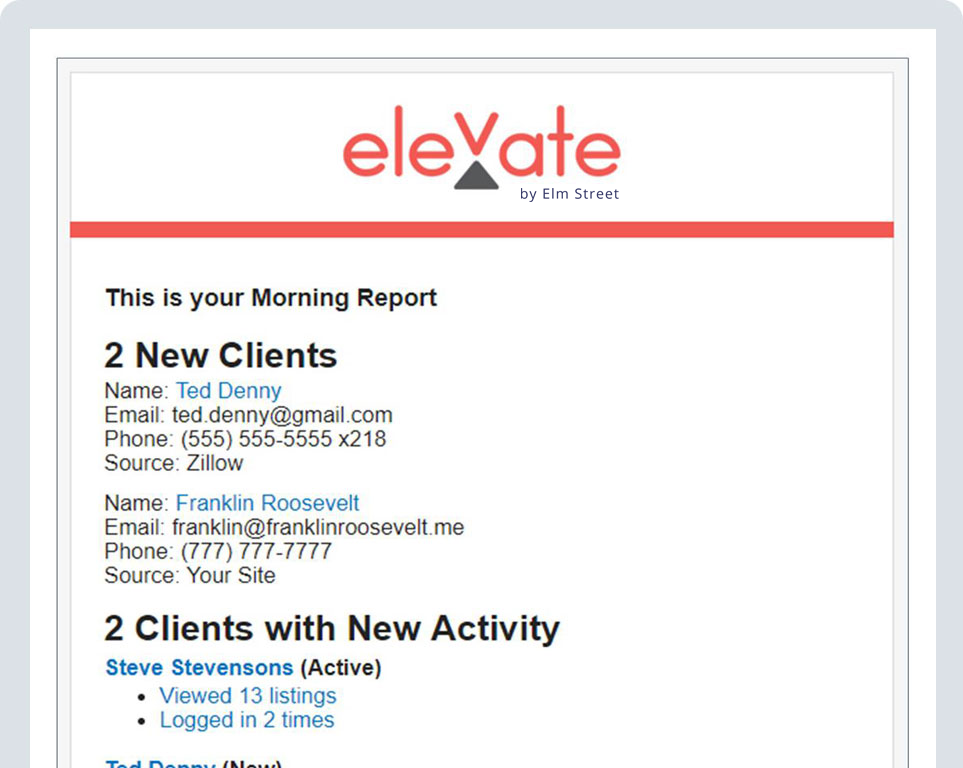 elevate
by Elm Street
This is your Morning Report
2 New Clients
Name: Ted Denny
Email: ted.denny@gmail.com
Phone: (555) 555-5555 x218
Source: Zillow
Name: Franklin Roosevelt
Email: franklin@franklinroosevelt.me
Phone: (777) 777-7777
Source: Your Site
2 Clients with New Activity
Steve Stevensons (Active)
• Viewed 13 listings
• Logged in 2 times
Ted Denny (New)